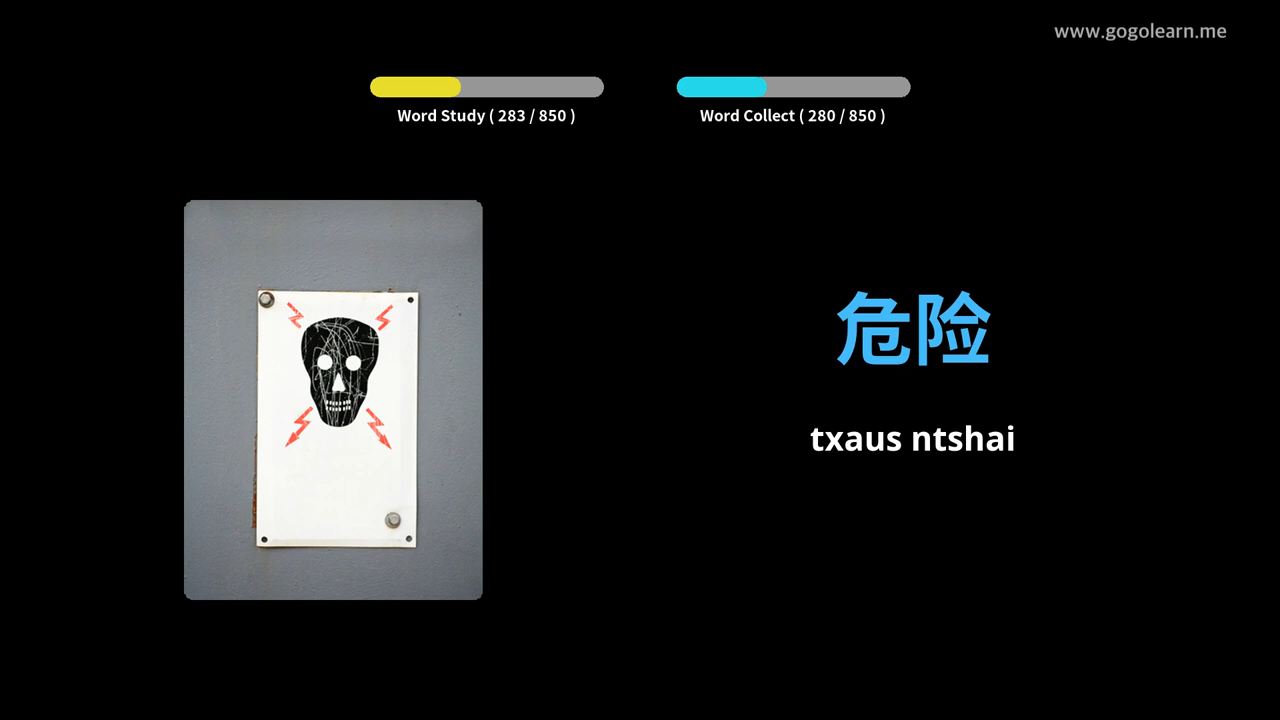 www.gogolearn.me
Word Study ( 283 / 850 )
Word Collect ( 280 / 850 )
危险
txaus ntshai